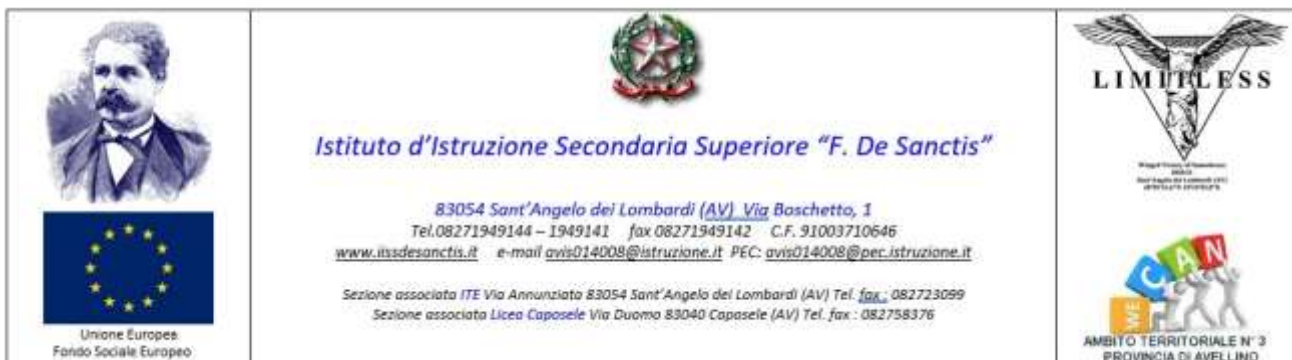 Istituto d'Istruzione Secondaria Superiore "F. De Sanctis"
83054 Sant'Angelo dei Lombardi (AV) Via Boschetto, 1
Tel.08271949144 – 1949141 fax 08271949142 C.F. 91003710646
www.iissdesanctis.it e-mail avis014008@istruzione.it PEC: avis014008@pec.istruzione.it
Sezione associata ITE Via Annunziata 83054 Sant'Angelo dei Lombardi (AV) Tel. fax : 082723099
Sezione associata Liceo Caposele Via Duomo 83040 Caposele (AV) Tel. fax : 082758376
Unione Europea
Fondo Sociale Europeo
LIMITLESS
WE CAN
AMBITO TERRITORIALE N° 3
PROVINCIA DI AVELLINO